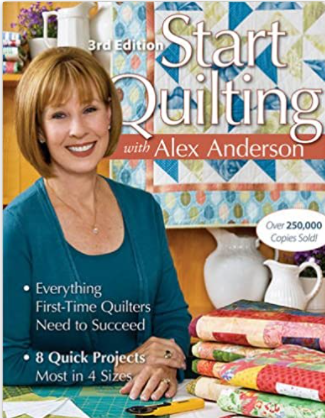 3rd Edition
Start
Quilting
with Alex Anderson
Over 250,000
Copies Sold!
• Everything
First-Time Quilters
Need to Succeed
• 8 Quick Projects
Most in 4 Sizes